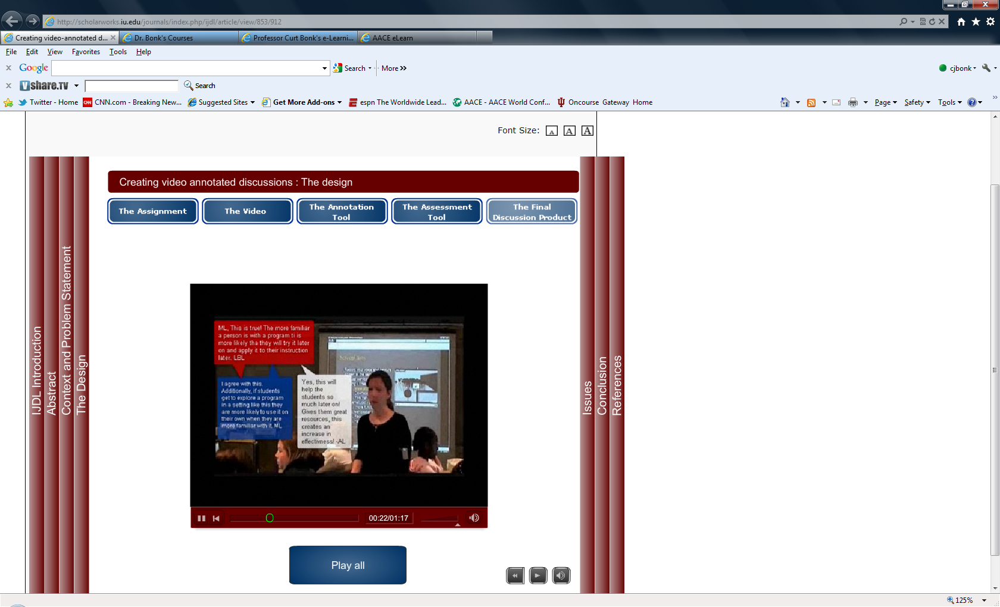 http://scholarworks.iu.edu/journals/index.php/ijdl/article/view/853/912
Creating video-annotated d...
Dr. Bonk's Courses
Professor Curt Bonk's e-Learni...
AACE eLearn
File Edit View Favorites Tools Help
x Google Search More »
cjbonk
x Vshare.tv Search
Twitter - Home
CNN CNN.com - Breaking New...
Suggested Sites
Get More Add-ons
espn The Worldwide Lead...
AACE - AACE World Conf...
Oncourse Gateway Home
Page Safety Tools
Font Size: A A A
Creating video annotated discussions : The design
The Assignment
The Video
The Annotation
Tool
The Assessment
Tool
The Final
Discussion Product
IJDL Introduction
Abstract
Context and Problem Statement
The Design
ML, This is true! The more familiar
a person is with a program ti is
more likely tha they will try it later
on and apply it to their instruction
later. LBL
I agree with this.
Additionally, if students
get to explore a program
in a setting like this they
are more likely to use it on
their own when they are
more familiar with it. ML
Yes, this will
help the
students so
much later on!
Gives them great
resources, this
creates an
increase in
effectivness! -AL
00:22/01:17
Play all
Issues
Conclusion
References
125%